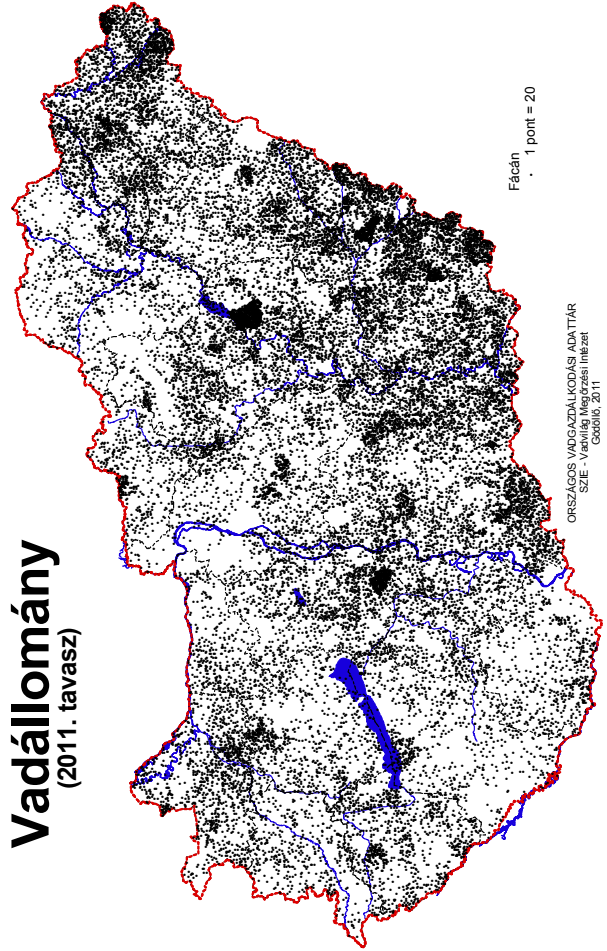 Vadállomány
(2011. tavasz)
Fácán
· 1 pont = 20
ORSZÁGOS VADGAZDÁLKODÁSI ADATTÁR
SZIE - Vadvilág Megőrzési Intézet
Gödöllő, 2011